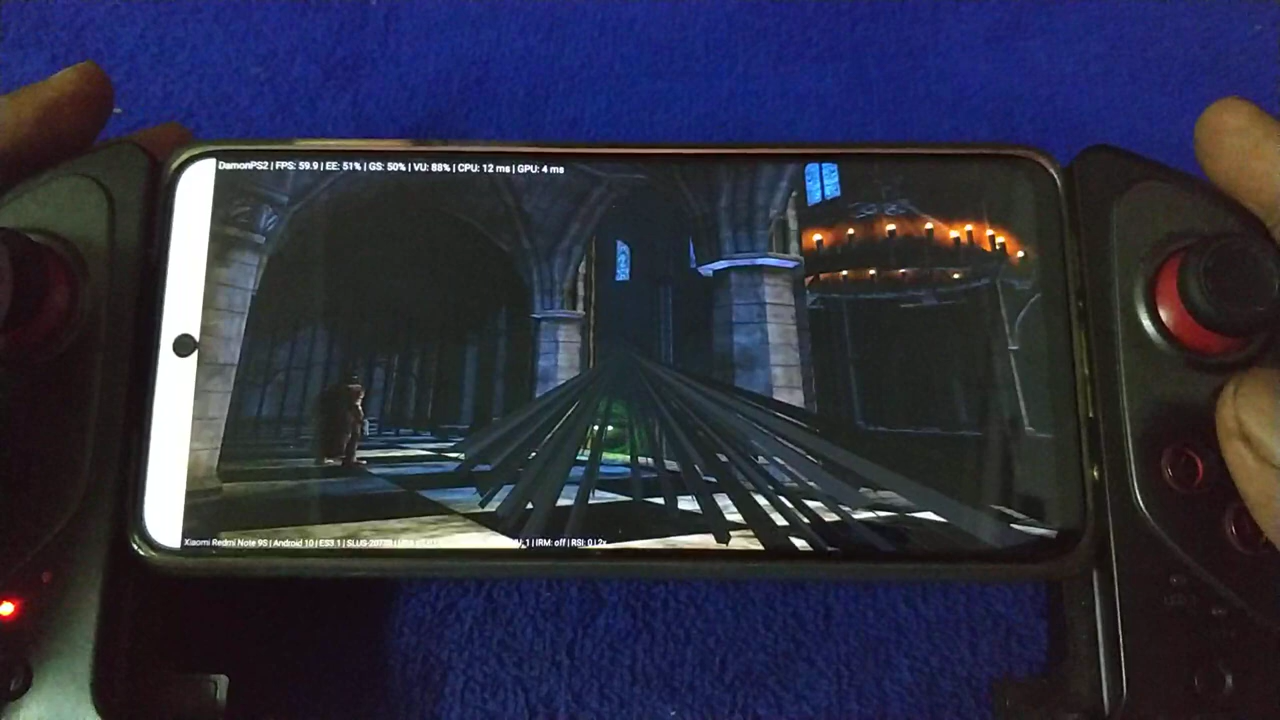 DamonPS2 | FPS: 59.9 | EE: 51% | GS: 50% | VU: 88% | CPU: 12 ms | GPU: 4 ms
Xiaomi Redmi Note 9S | Android 10 | ES3.1 | | IRM: off | RSI: 0 | 2x